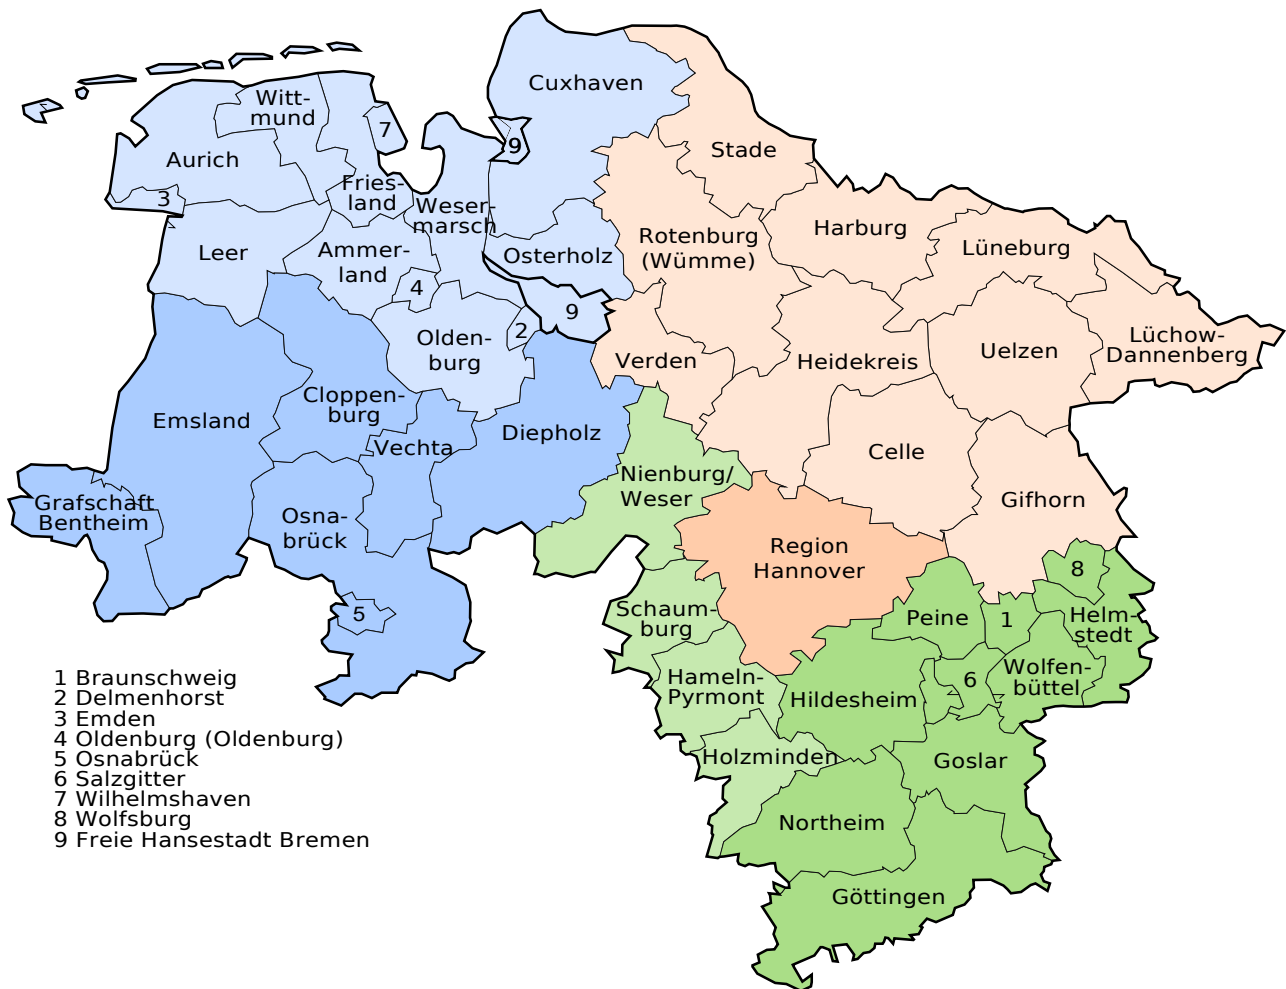 Cuxhaven
Witt-
mund
7
9
Stade
Aurich
Fries-
land
3
Weser-
marsch
Harburg
Rotenburg
(Wümme)
Lüneburg
Leer
Ammer-
land
Osterholz
4
9
2
Olden-
burg
Verden
Heidekreis
Uelzen
Lüchow-
Dannenberg
Cloppen-
burg
Emsland
Vechta
Diepholz
Celle
Nienburg/
Weser
Gifhorn
Grafschaft
Bentheim
Osna-
brück
Region
Hannover
8
Schaum-
burg
5
Peine
1
Helm-
stedt
Hameln-
Pyrmont
Hildesheim
6
Wolfen-
büttel
Holzminden
Goslar
Northeim
Göttingen
1 Braunschweig
2 Delmenhorst
3 Emden
4 Oldenburg (Oldenburg)
5 Osnabrück
6 Salzgitter
7 Wilhelmshaven
8 Wolfsburg
9 Freie Hansestadt Bremen